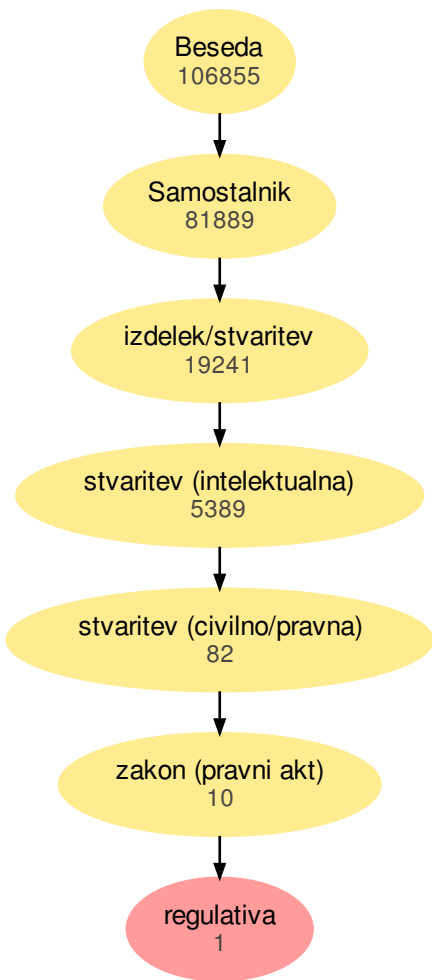 Beseda
106855
Samostalnik
81889
izdelek/stvaritev
19241
stvaritev (intelektualna)
5389
stvaritev (civilno/pravna)
82
zakon (pravni akt)
10
regulativa
1